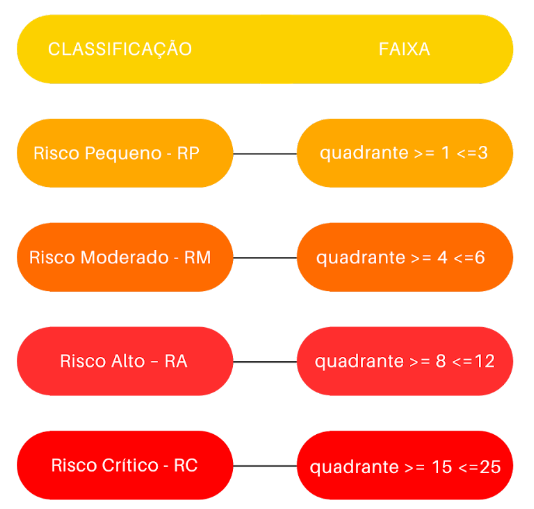 CLASSIFICAÇÃO FAIXA
Risco Pequeno - RP quadrante >= 1 <=3
Risco Moderado - RM quadrante >= 4 <=6
Risco Alto – RA quadrante >= 8 <=12
Risco Crítico - RC quadrante >= 15 <=25